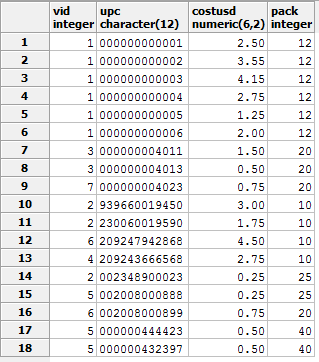 vid upc costusd pack
integer character(12) numeric(6,2) integer
1 1 000000000001 2.50 12
2 1 000000000002 3.55 12
3 1 000000000003 4.15 12
4 1 000000000004 2.75 12
5 1 000000000005 1.25 12
6 1 000000000006 2.00 12
7 3 000000004011 1.50 20
8 3 000000004013 0.50 20
9 7 000000004023 0.75 20
10 2 939660019450 3.00 10
11 2 230060019590 1.75 10
12 6 209247942868 4.50 10
13 4 209243666568 2.75 10
14 2 002348900023 0.25 25
15 5 002008000888 0.25 25
16 6 002008000899 0.75 20
17 5 000000444423 0.50 40
18 5 000000432397 0.50 40